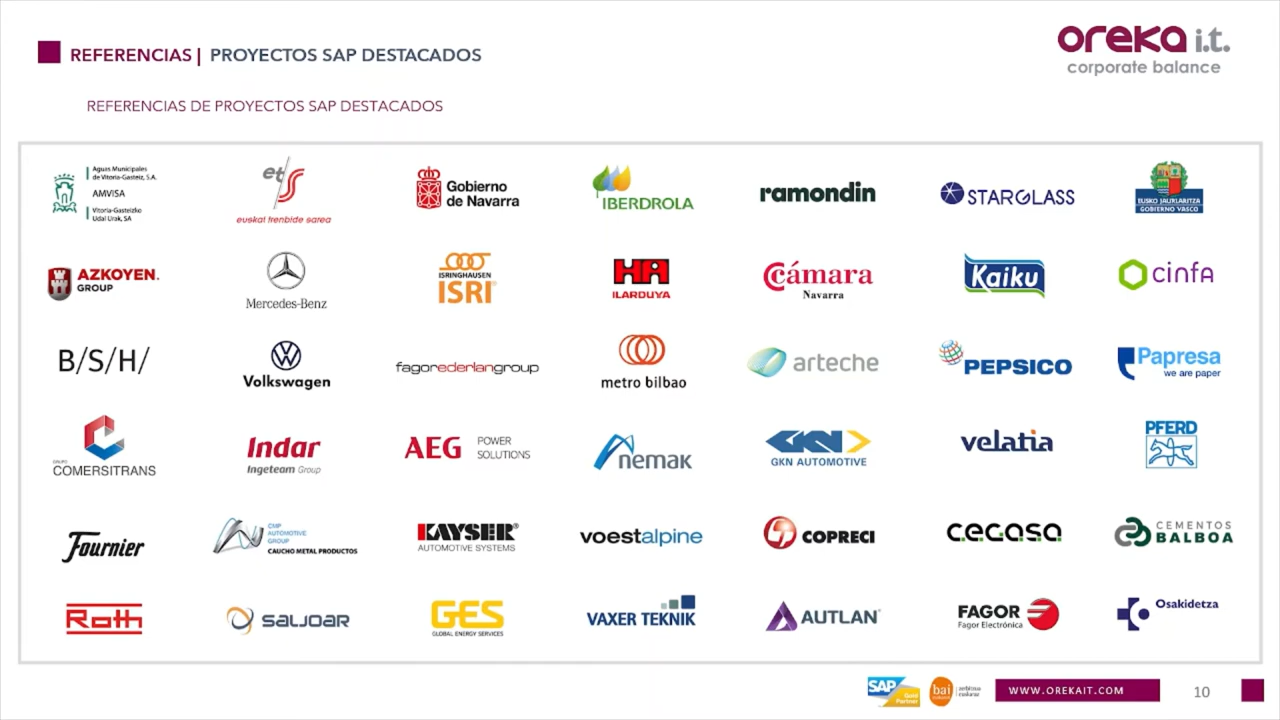 REFERENCIAS | PROYECTOS SAP DESTACADOS
oreka i.t.
corporate balance
REFERENCIAS DE PROYECTOS SAP DESTACADOS
Aguas Municipales
de Vitoria-Gasteiz, S.A.
AMVISA
Vitoria-Gasteizko
Udal Urak, SA
ets
euskal trenbide sarea
Gobierno
de Navarra
IBERDROLA
ramondin
STARGLASS
EUSKO JAURLARITZA
GOBIERNO VASCO
AZKOYEN.
GROUP
Mercedes-Benz
ISRINGHAUSEN
ISRI®
HA
ILARDUYA
Cámara
Navarra
Kaiku
cinfa
B/S/H/
Volkswagen
fagorederlangroup
metro bilbao
arteche
PEPSICO
Papresa
we are paper
GRUPO
COMERSITRANS
Indar
Ingeteam Group
AEG POWER
SOLUTIONS
nemak
GKN
GKN AUTOMOTIVE
velatia
PFERD
Fournier
CMP
AUTOMOTIVE
GROUP
CAUCHO METAL PRODUCTOS
KAYSER®
AUTOMOTIVE SYSTEMS
voestalpine
COPRECI
cegasa
CEMENTOS
BALBOA
Roth
SALJOAR
GES
GLOBAL ENERGY SERVICES
VAXER TEKNIK
AUTLAN
FAGOR
Fagor Electrónica
Osakidetza
SAP Gold
Partner
bai
WWW.OREKAIT.COM
10